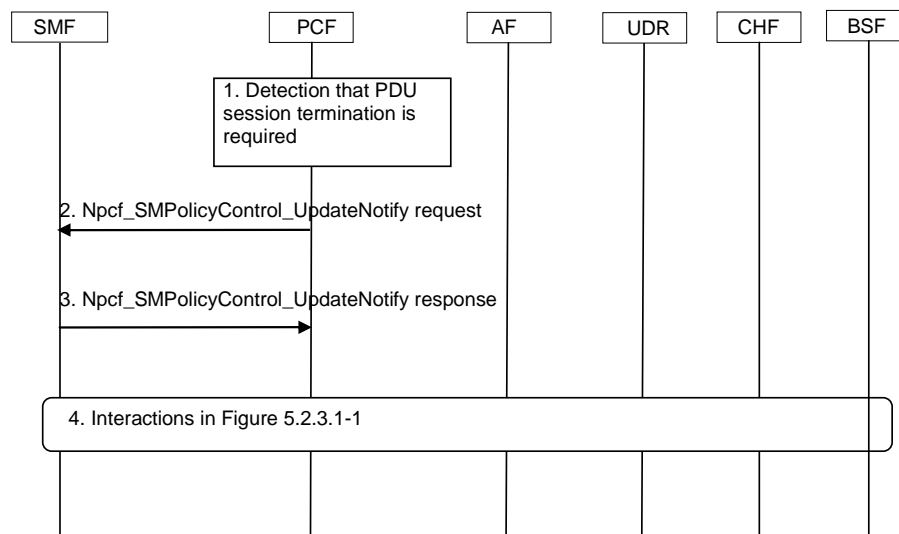 SMF PCF AF UDR CHF BSF
1. Detection that PDU
session termination is
required
2. Npcf_SMPolicyControl_UpdateNotify request
3. Npcf_SMPolicyControl_UpdateNotify response
4. Interactions in Figure 5.2.3.1-1